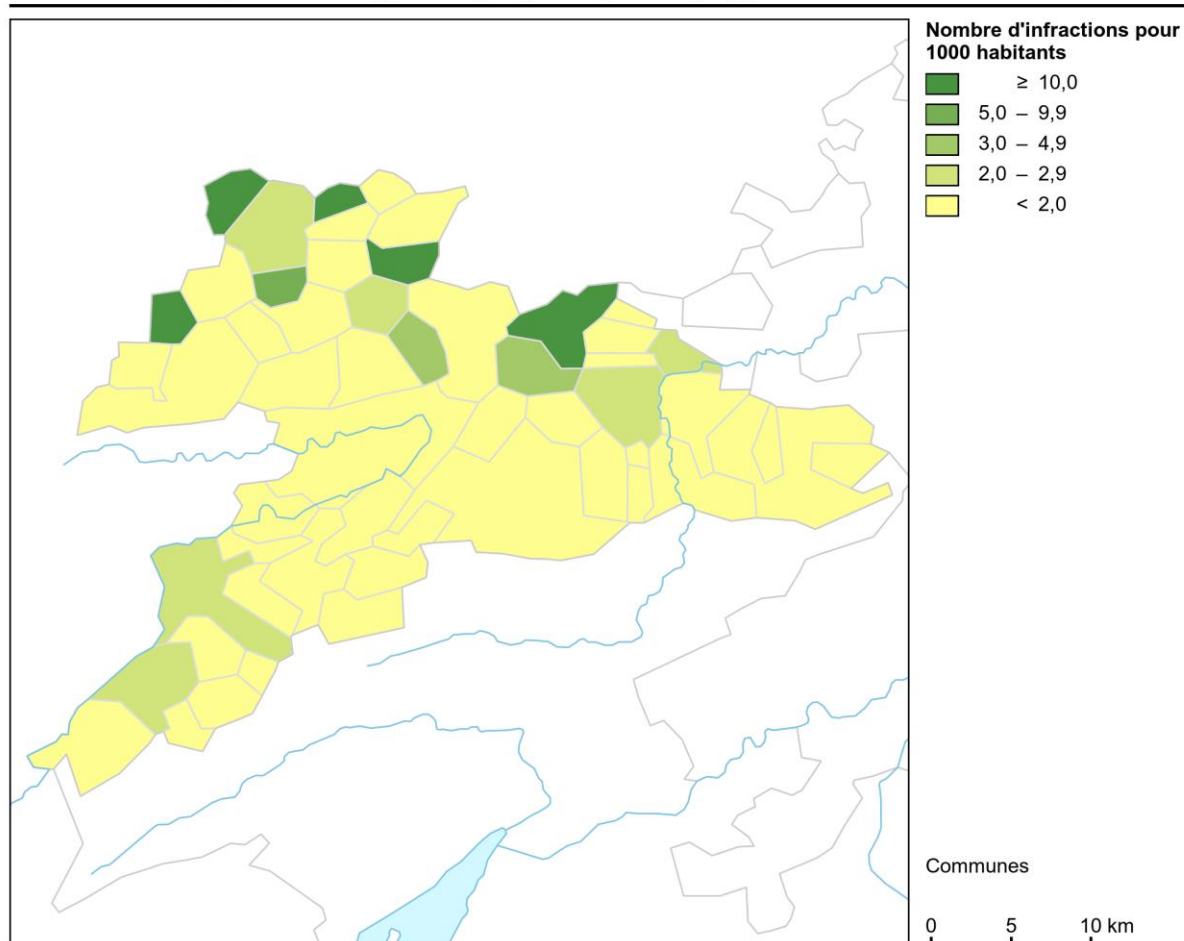 Nombre d'infractions pour
1000 habitants
≥ 10,0
5,0 – 9,9
3,0 – 4,9
2,0 – 2,9
< 2,0
Communes
0 5 10 km